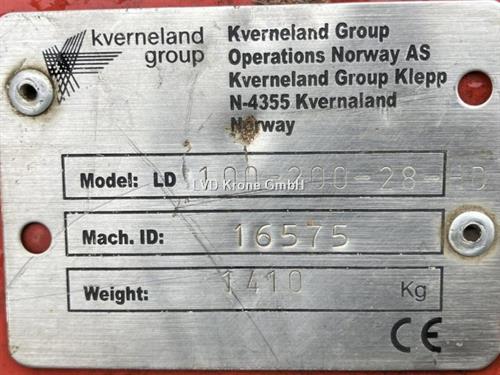 kverneland
group
Kverneland Group
Operations Norway AS
Kverneland Group Klepp
N-4355 Kvernaland
Norway
Model: LD 100-200-28-HD
LVD Krone GmbH
Mach. ID: 16575
Weight: 1410 Kg
CE